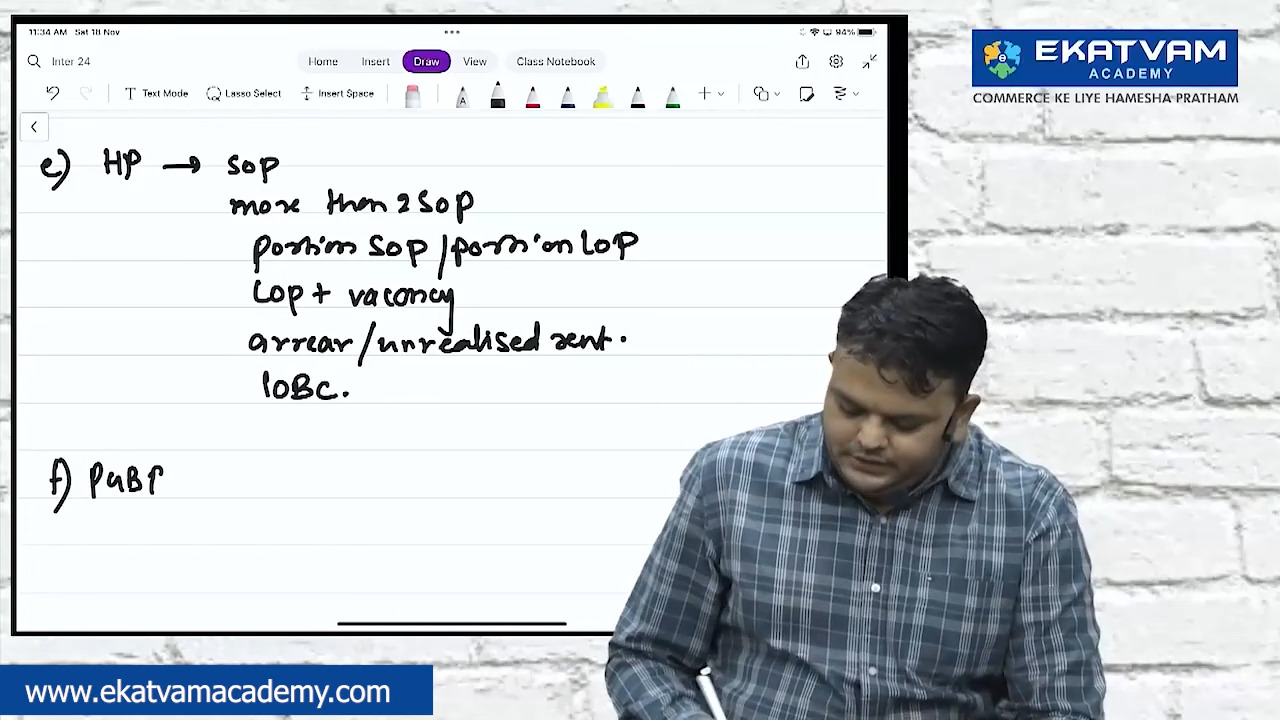 11:34 AM Sat 18 Nov
94%
Inter 24
Home Insert Draw View Class Notebook
Text Mode Lasso Select Insert Space
EKATVAM
ACADEMY
COMMERCE KE LIYE HAMESHA PRATHAM
e) HP → SOP
more than 2 SOP
portion SOP/portion LOP
LOP + vacancy
arrear/unrealised rent.
IOBC.
f) PGBP
www.ekatvamacademy.com